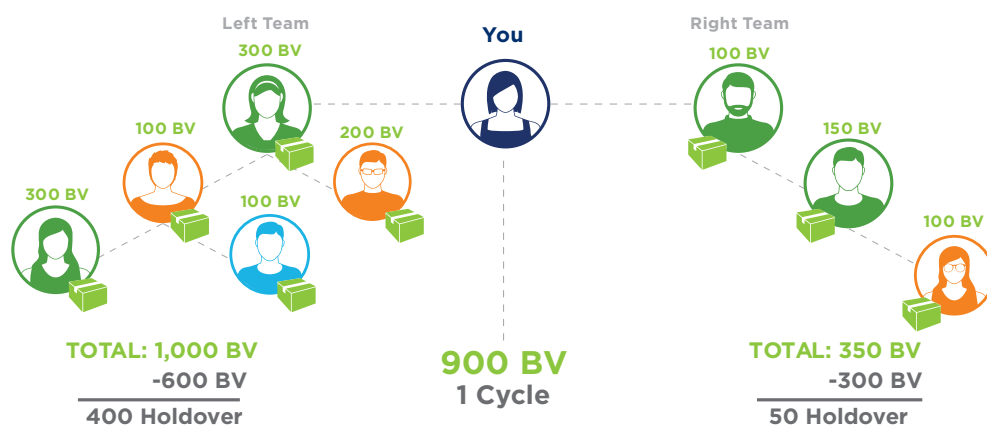 Left Team
300 BV
You
Right Team
100 BV
100 BV
200 BV
150 BV
300 BV
100 BV
100 BV
TOTAL: 1,000 BV
-600 BV
400 Holdover
900 BV
1 Cycle
TOTAL: 350 BV
-300 BV
50 Holdover